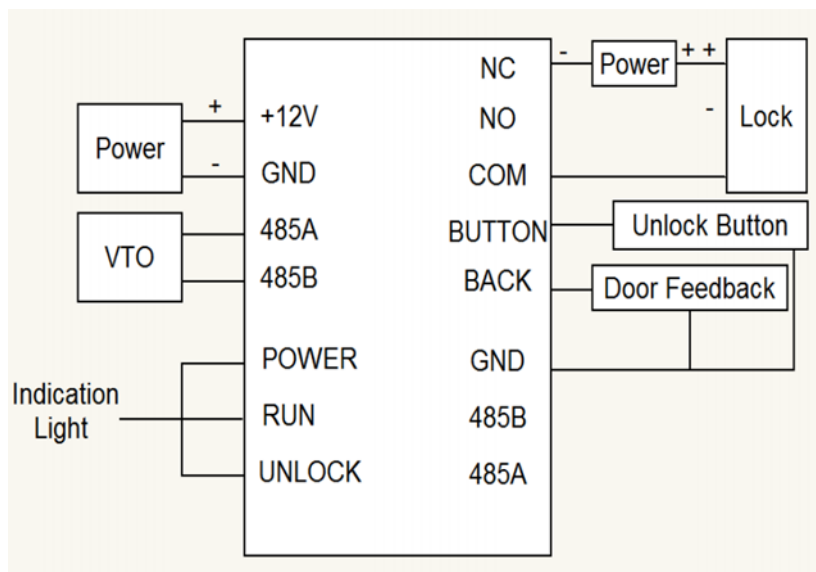 NC
-
Power
+ +
NO
-
Lock
Power
+
+12V
-
GND
COM
VTO
485A
BUTTON
Unlock Button
485B
BACK
Door Feedback
POWER
GND
Indication
Light
RUN
485B
UNLOCK
485A